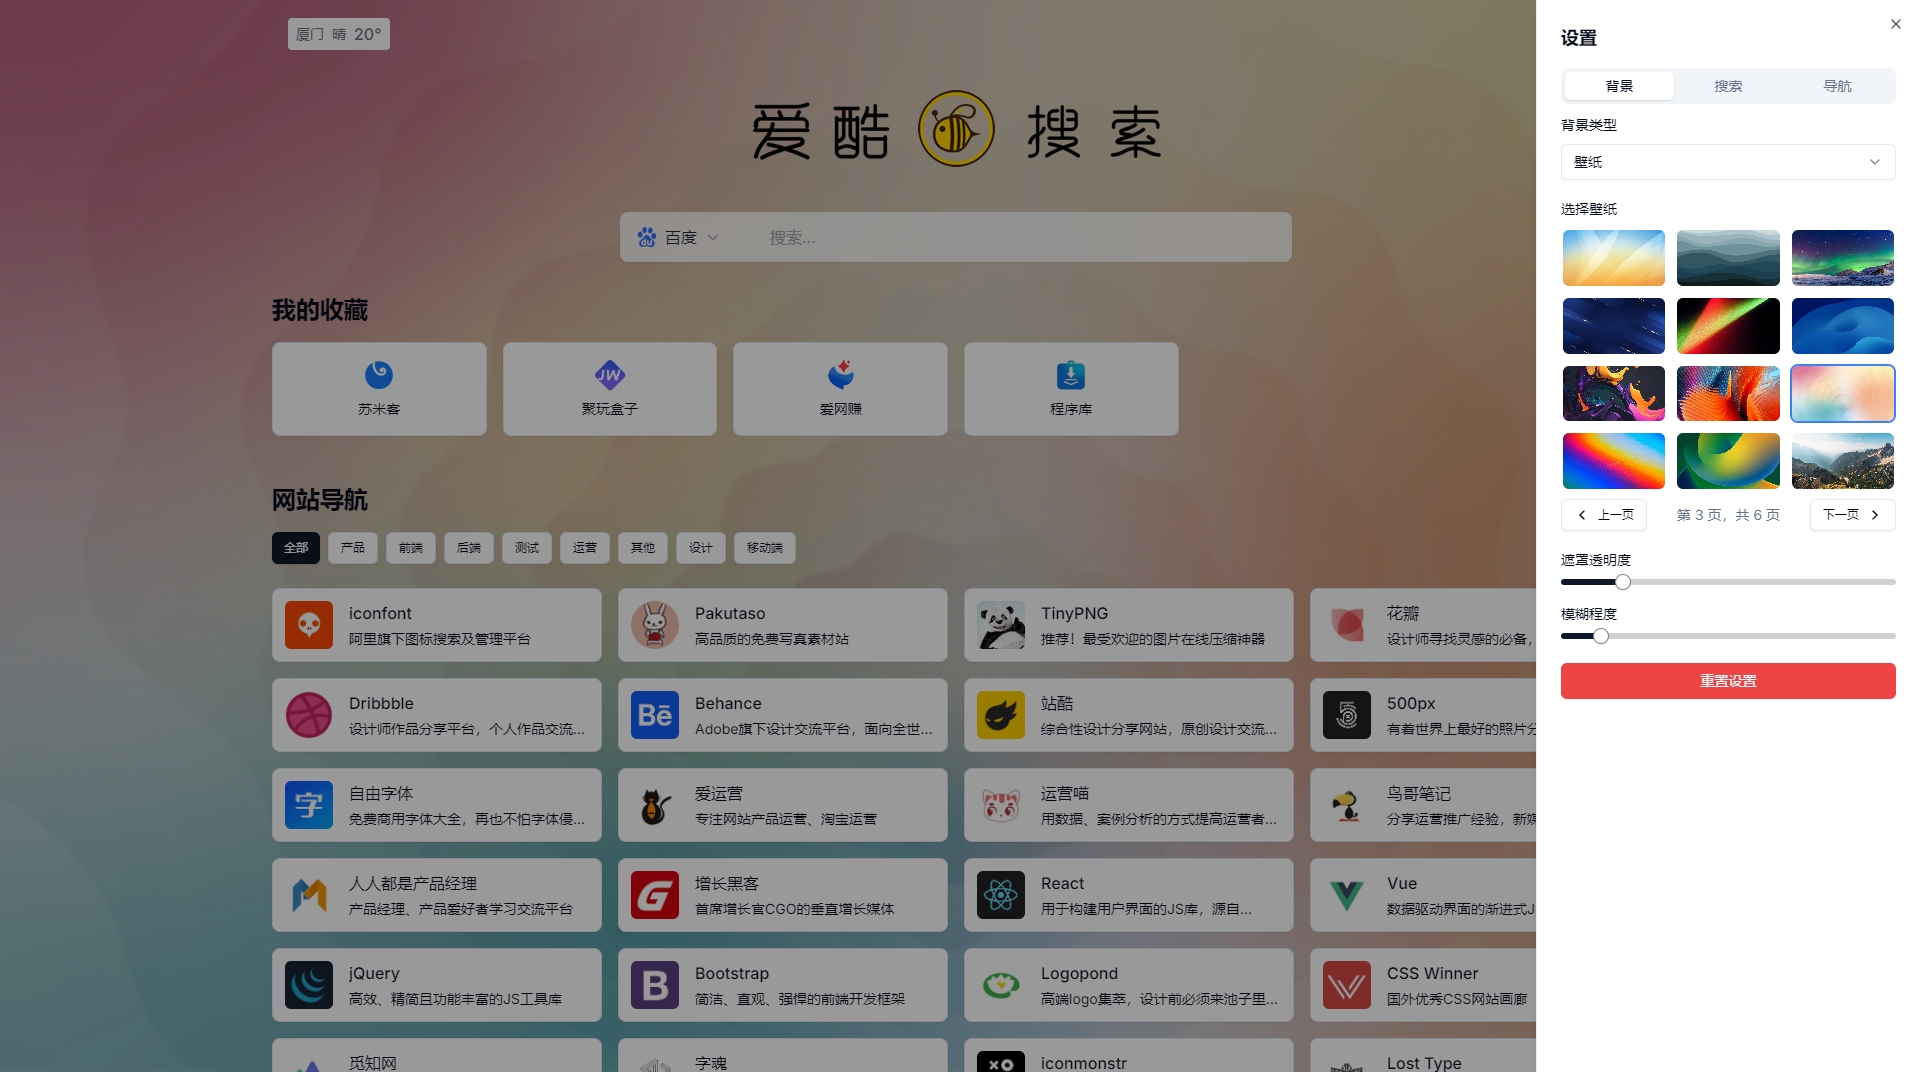 厦门 晴 20°
爱酷 搜索
百度
搜索...
我的收藏
苏米客
JW
聚玩盒子
爱网赚
程序库
网站导航
全部
产品
前端
后端
测试
运营
其他
设计
移动端
iconfont
阿里旗下图标搜索及管理平台
Pakutaso
高品质的免费写真素材站
TinyPNG
推荐！最受欢迎的图片在线压缩神器
花瓣
设计师寻找灵感的必备，
Dribbble
设计师作品分享平台，个人作品交流...
Bē
Behance
Adobe旗下设计交流平台，面向全世...
站酷
综合性设计分享网站，原创设计交流...
5
500px
有着世界上最好的照片分
字
自由字体
免费商用字体大全，再也不怕字体侵...
爱运营
专注网站产品运营、淘宝运营
运营喵
用数据、案例分析的方式提高运营者...
鸟哥笔记
分享运营推广经验，新媒
人人都是产品经理
产品经理、产品爱好者学习交流平台
G
增长黑客
首席增长官CGO的垂直增长媒体
React
用于构建用户界面的JS库，源自...
Vue
数据驱动界面的渐进式J
jQuery
高效、精简且功能丰富的JS工具库
B
Bootstrap
简洁、直观、强悍的前端开发框架
Logopond
高端logo集萃，设计前必须来池子里...
CSS Winner
国外优秀CSS网站画廊
觅知网
字魂
iconmonstr
Lost Type
设置
背景
搜索
导航
背景类型
壁纸
选择壁纸
上一页
第 3 页，共 6 页
下一页
遮罩透明度
模糊程度
重置设置